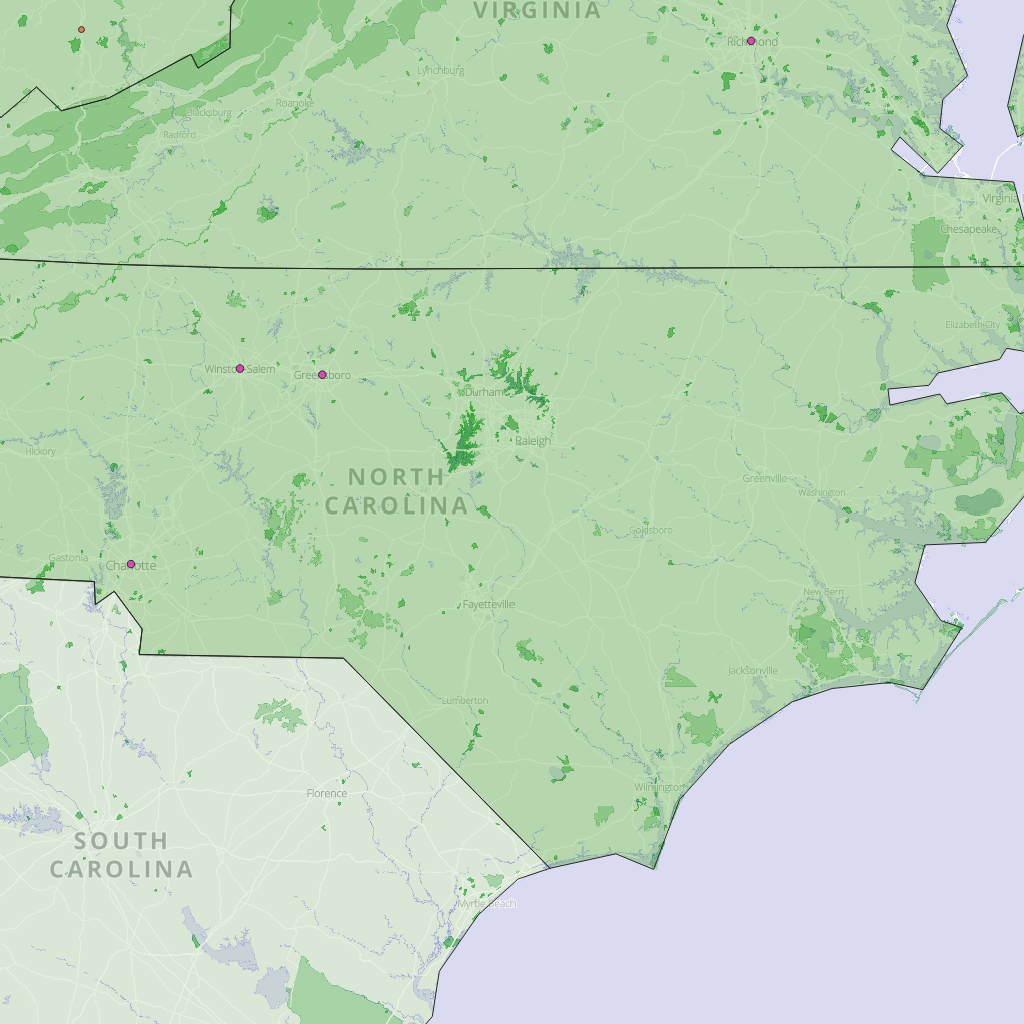 VIRGINIA
Richmond
Lynchburg
Roanoke
Blacksburg
Radford
Virginia
Chesapeake
Elizabeth City
Winston-Salem
Greensboro
Durham
Raleigh
Hickory
NORTH
CAROLINA
Greenville
Washington
Goldsboro
Gastonia
Charlotte
New Bern
Fayetteville
Jacksonville
Lumberton
Wilmington
Florence
SOUTH
CAROLINA
Myrtle Beach